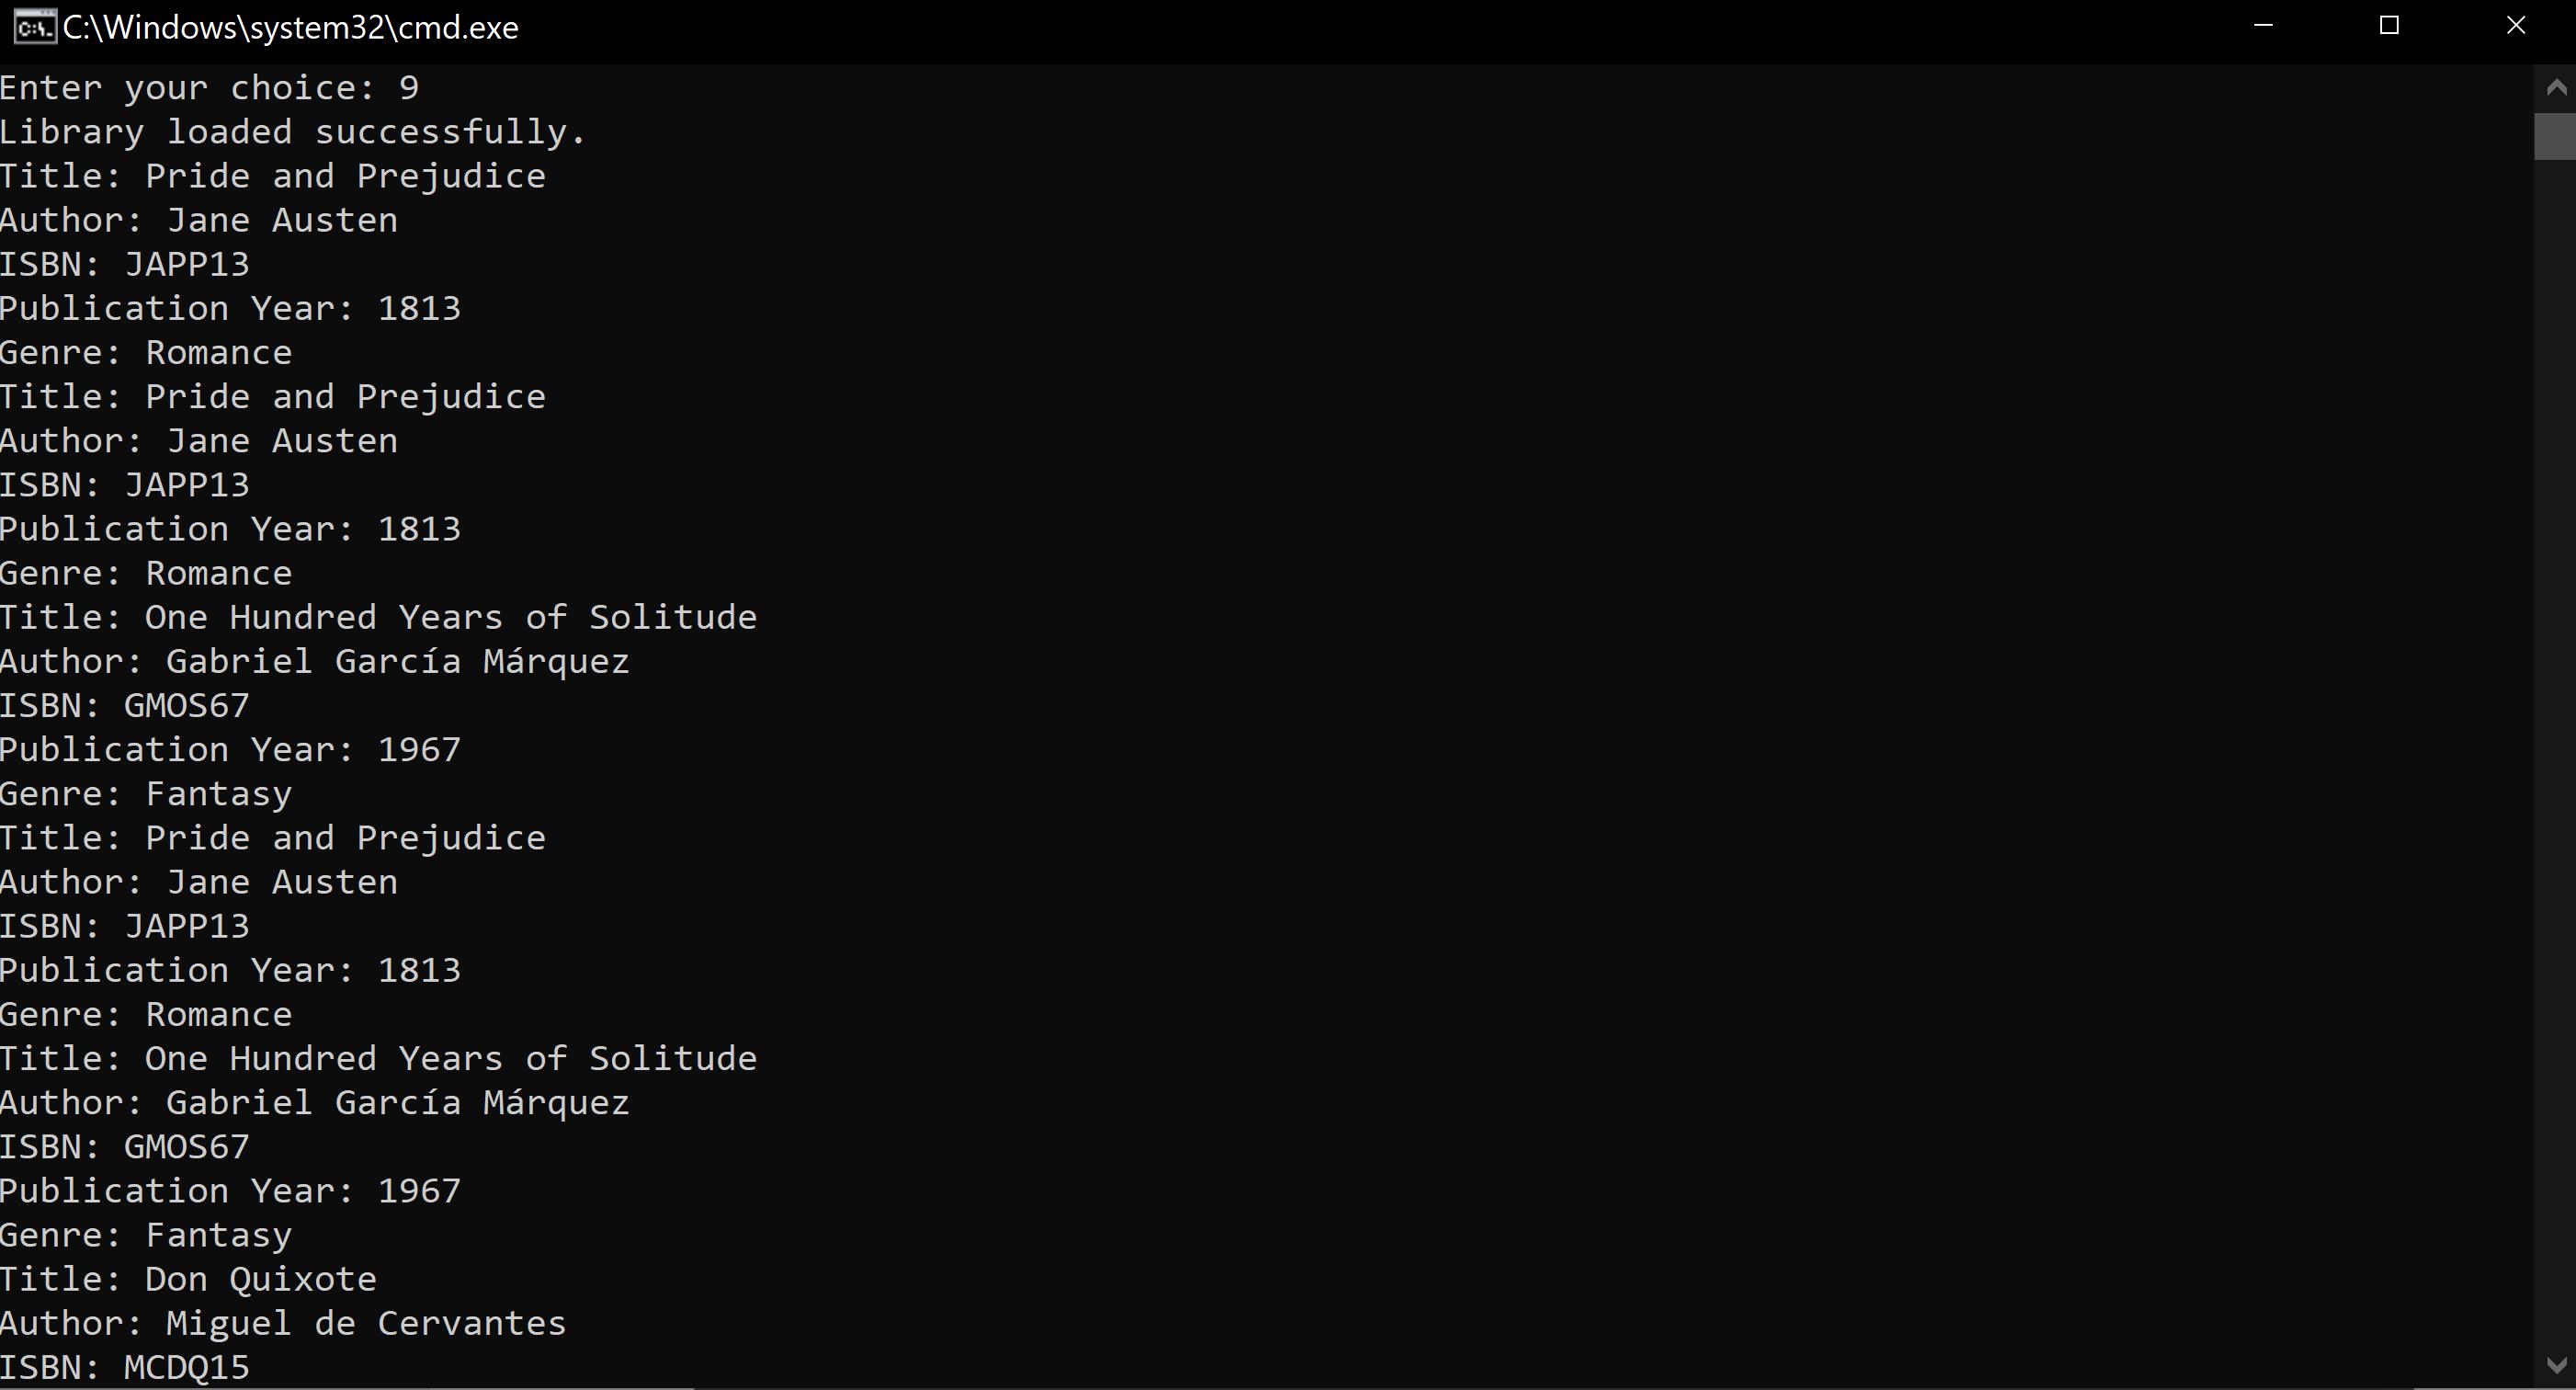 C:\Windows\system32\cmd.exe
Enter your choice: 9
Library loaded successfully.
Title: Pride and Prejudice
Author: Jane Austen
ISBN: JAPP13
Publication Year: 1813
Genre: Romance
Title: Pride and Prejudice
Author: Jane Austen
ISBN: JAPP13
Publication Year: 1813
Genre: Romance
Title: One Hundred Years of Solitude
Author: Gabriel García Márquez
ISBN: GMOS67
Publication Year: 1967
Genre: Fantasy
Title: Pride and Prejudice
Author: Jane Austen
ISBN: JAPP13
Publication Year: 1813
Genre: Romance
Title: One Hundred Years of Solitude
Author: Gabriel García Márquez
ISBN: GMOS67
Publication Year: 1967
Genre: Fantasy
Title: Don Quixote
Author: Miguel de Cervantes
ISBN: MCDQ15